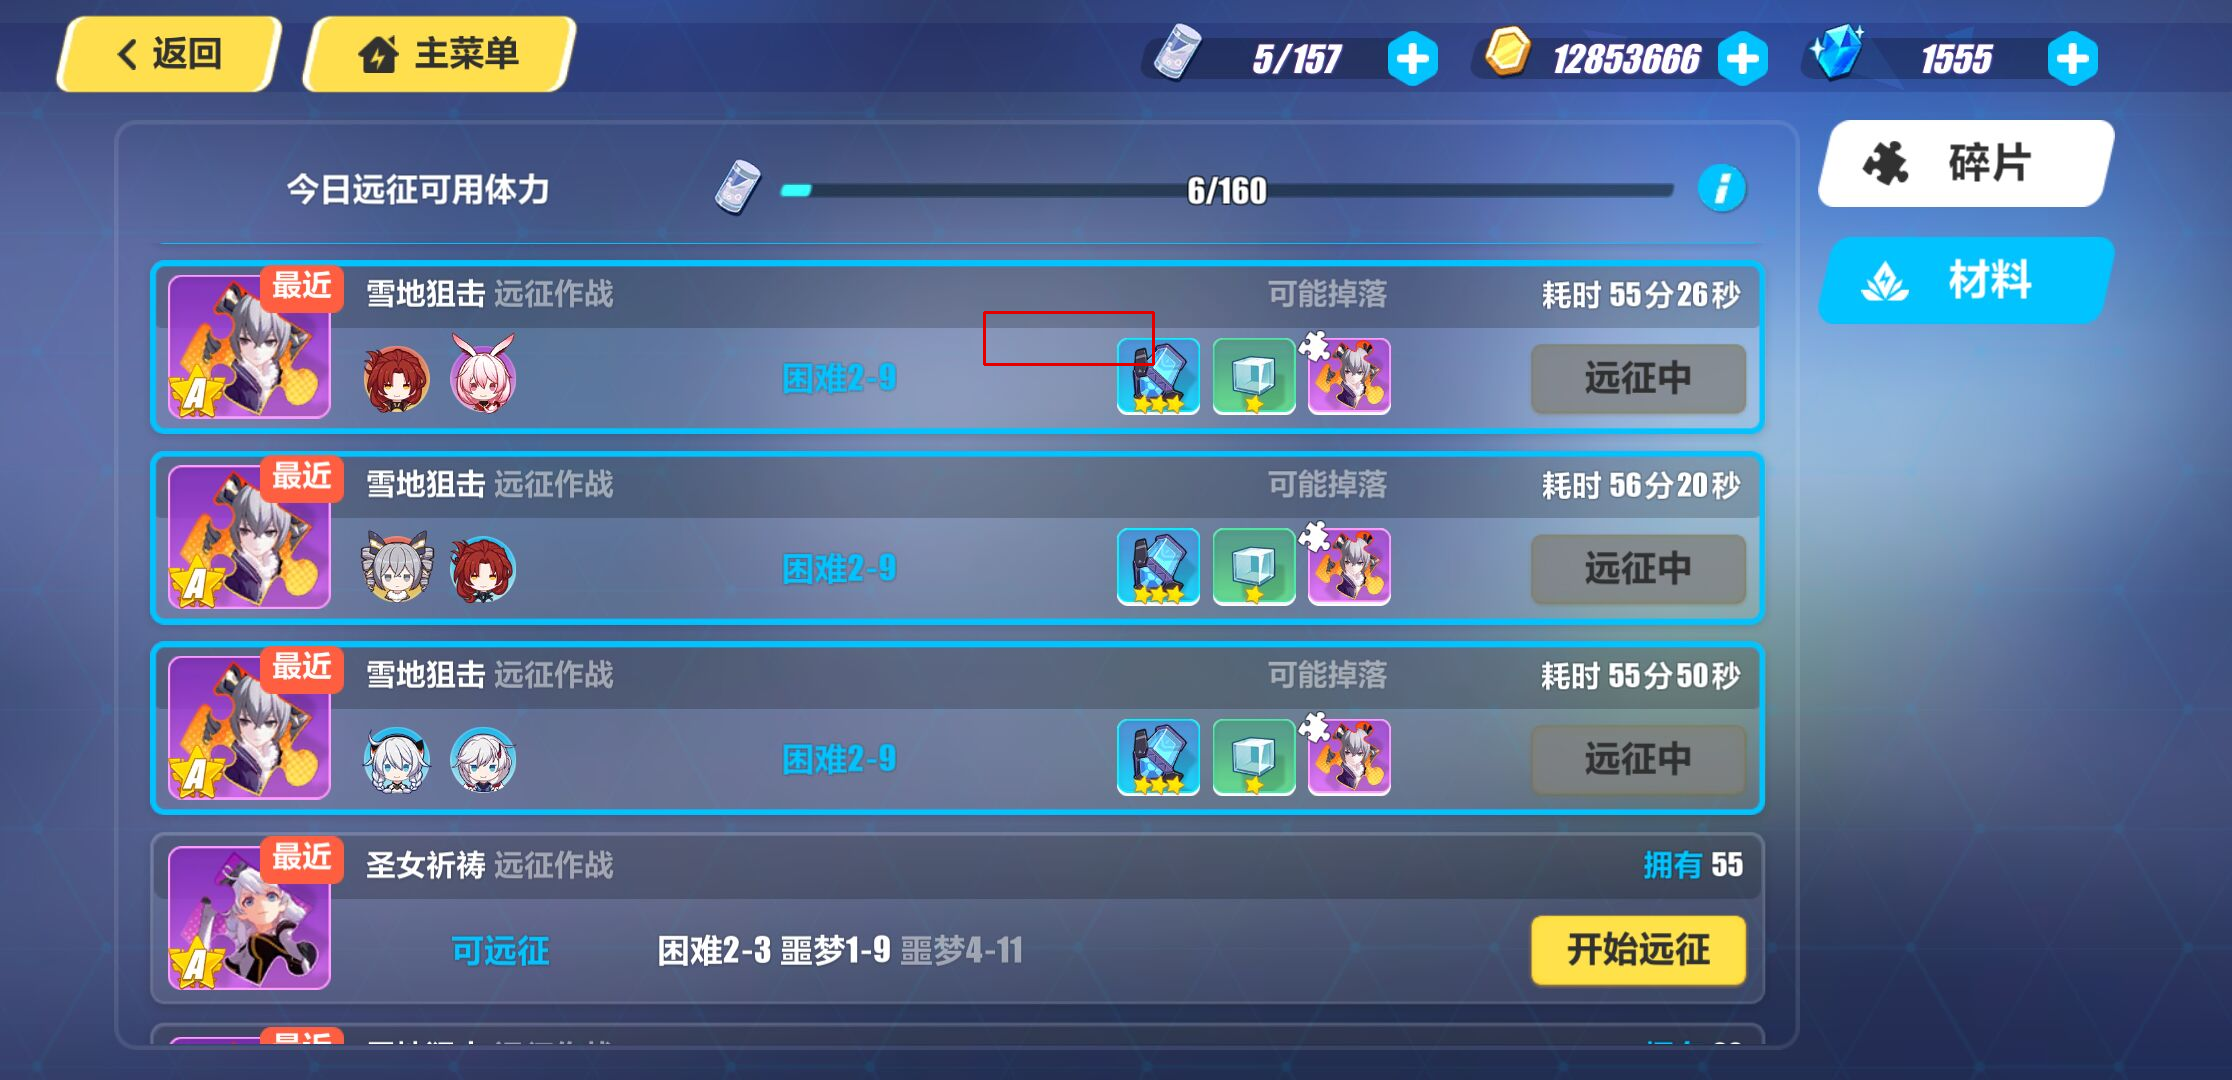 返回
主菜单
5/157
12853666
1555
今日远征可用体力
6/160
碎片
材料
最近
雪地狙击 远征作战
可能掉落
耗时 55分26秒
A
困难2-9
远征中
最近
雪地狙击 远征作战
可能掉落
耗时 56分20秒
A
困难2-9
远征中
最近
雪地狙击 远征作战
可能掉落
耗时 55分50秒
A
困难2-9
远征中
最近
圣女祈祷 远征作战
拥有 55
A
可远征
困难2-3 噩梦1-9 噩梦4-11
开始远征
最近